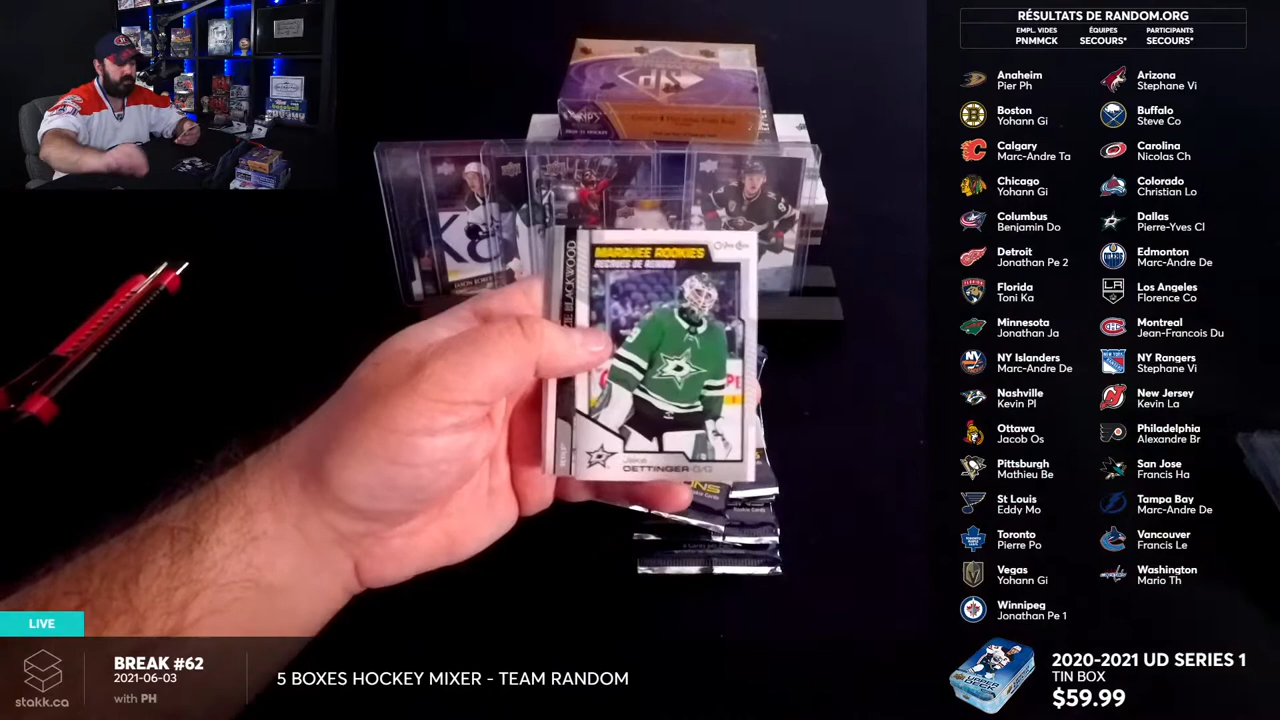 RÉSULTATS DE RANDOM.ORG
EMPL. VIDES
PNMMCK
ÉQUIPES
SECOURS*
PARTICIPANTS
SECOURS*
Anaheim
Pier Ph
Arizona
Stephane Vi
Boston
Yohann Gi
Buffalo
Steve Co
Calgary
Marc-Andre Ta
Carolina
Nicolas Ch
Chicago
Yohann Gi
Colorado
Christian Lo
Columbus
Benjamin Do
Dallas
Pierre-Yves Cl
Detroit
Jonathan Pe 2
Edmonton
Marc-Andre De
Florida
Toni Ka
Los Angeles
Florence Co
Minnesota
Jonathan Ja
Montreal
Jean-Francois Du
NY Islanders
Marc-Andre De
NY Rangers
Stephane Vi
Nashville
Kevin Pl
New Jersey
Kevin La
Ottawa
Jacob Os
Philadelphia
Alexandre Br
Pittsburgh
Mathieu Be
San Jose
Francis Ha
St Louis
Eddy Mo
Tampa Bay
Marc-Andre De
Toronto
Pierre Po
Vancouver
Francis Le
Vegas
Yohann Gi
Washington
Mario Th
Winnipeg
Jonathan Pe 1
SP
MARQUEE ROOKIES
RECRUES DE RENOM
O-Pee-Chee
BLACKWOOD
JAKE
OETTINGER G/G
LIVE
stakk.ca
BREAK #62
2021-06-03
with PH
5 BOXES HOCKEY MIXER - TEAM RANDOM
2020-2021 UD SERIES 1
TIN BOX
$59.99